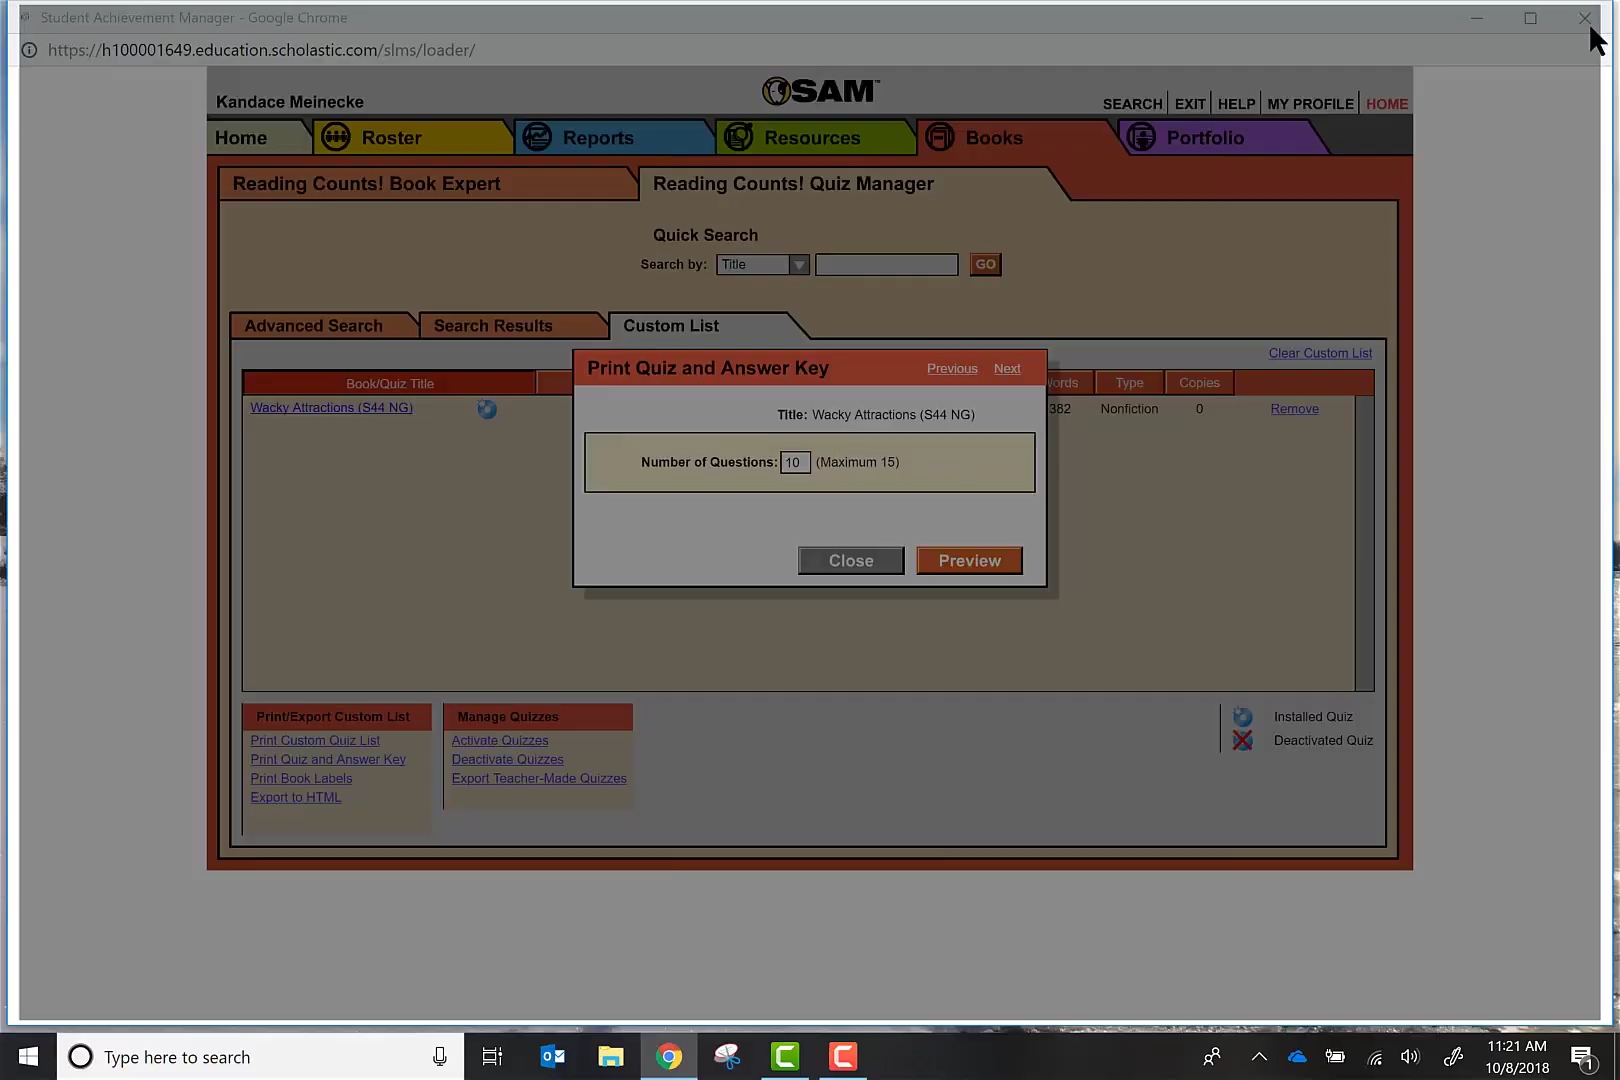 Student Achievement Manager - Google Chrome
https://h100001649.education.scholastic.com/slms/loader/
Kandace Meinecke
SAM™
SEARCH EXIT HELP MY PROFILE HOME
Home Roster Reports Resources Books Portfolio
Reading Counts! Book Expert Reading Counts! Quiz Manager
Quick Search
Search by: Title GO
Advanced Search Search Results Custom List
Clear Custom List
Print Quiz and Answer Key Previous Next
Book/Quiz Title Type Copies
Wacky Attractions (S44 NG) 382 Nonfiction 0 Remove
Title: Wacky Attractions (S44 NG)
Number of Questions: 10 (Maximum 15)
Close Preview
Print/Export Custom List Manage Quizzes Installed Quiz
Print Custom Quiz List Activate Quizzes Deactivated Quiz
Print Quiz and Answer Key Deactivate Quizzes
Print Book Labels Export Teacher-Made Quizzes
Export to HTML
Type here to search
11:21 AM
10/8/2018
1